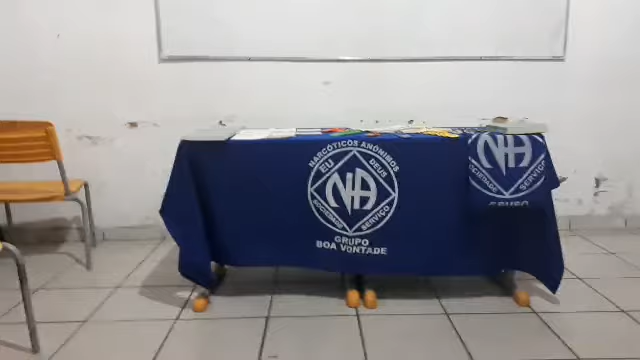 NARCÓTICOS ANÔNIMOS
EU
DEUS
NA
SOCIEDADE
SERVIÇO
GRUPO
BOA VONTADE
NA
SOCIEDADE
SERVIÇO
GRUPO